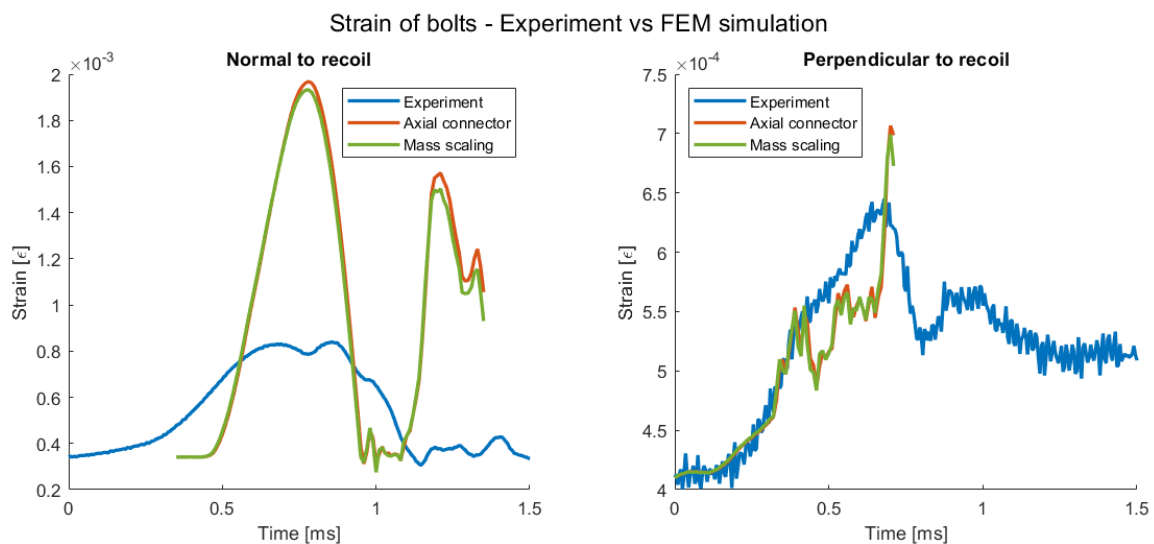 Strain of bolts - Experiment vs FEM simulation
Normal to recoil
×10⁻³
2
1.8
1.6
1.4
1.2
1
0.8
0.6
0.4
0.2
Strain [ϵ]
0
0.5
1
1.5
Time [ms]
Experiment
Axial connector
Mass scaling
Perpendicular to recoil
×10⁻⁴
7.5
7
6.5
6
5.5
5
4.5
4
Strain [ϵ]
0
0.5
1
1.5
Time [ms]
Experiment
Axial connector
Mass scaling